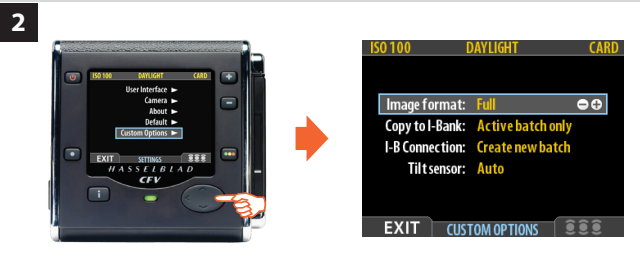 2
ISO 100 DAYLIGHT CARD
User Interface ►
Camera ►
About ►
Default ►
Custom Options ►
EXIT SETTINGS
HASSELBLAD
CFV
i
ISO 100 DAYLIGHT CARD
Image format: Full
Copy to I-Bank: Active batch only
I-B Connection: Create new batch
Tilt sensor: Auto
EXIT CUSTOM OPTIONS